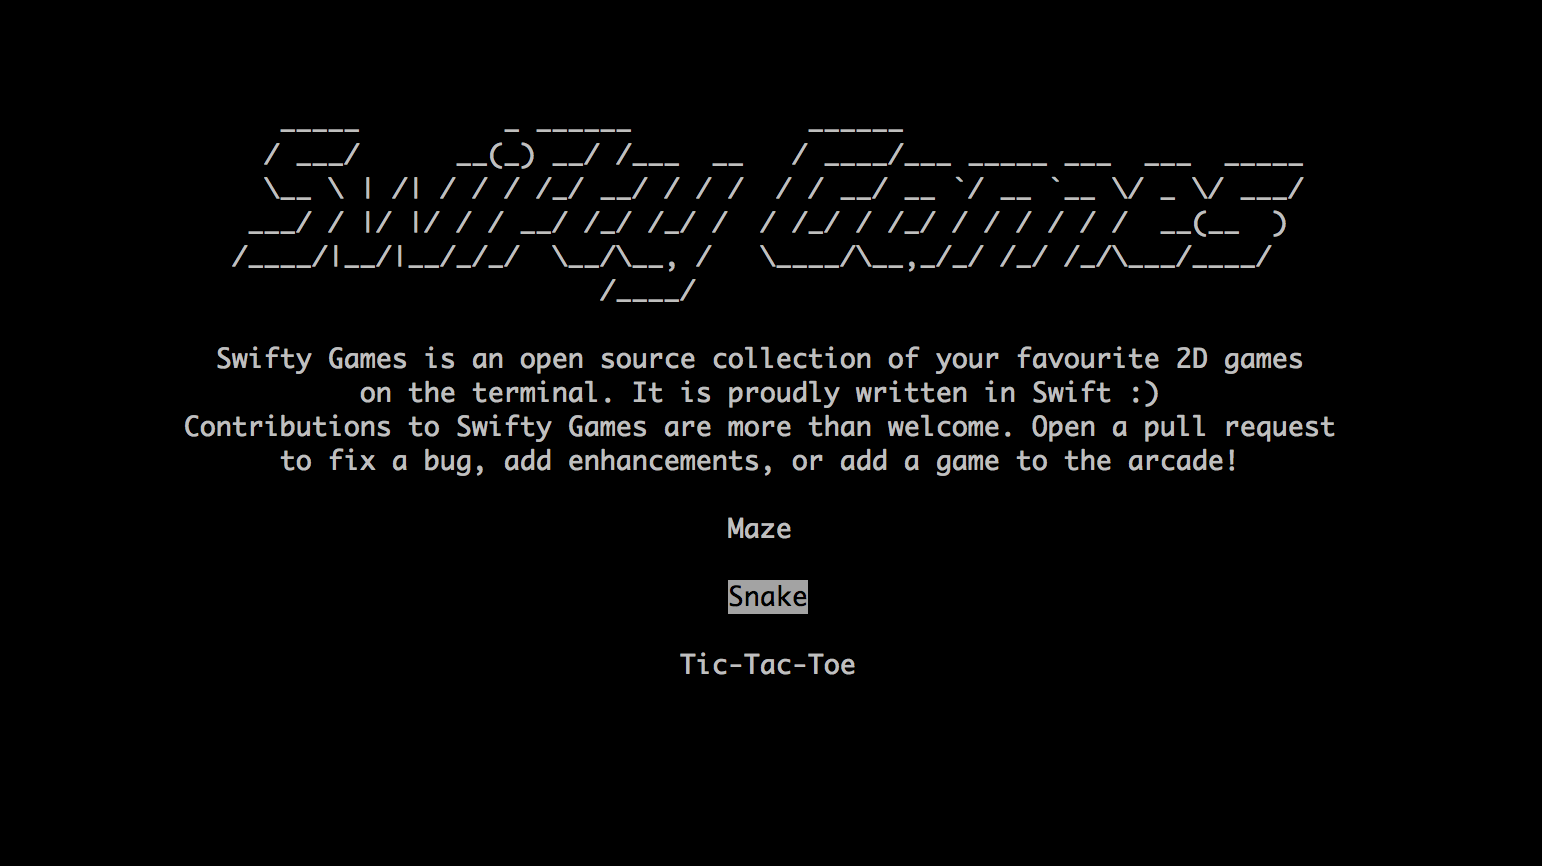 Swifty Games
Swifty Games is an open source collection of your favourite 2D games
on the terminal. It is proudly written in Swift :)
Contributions to Swifty Games are more than welcome. Open a pull request
to fix a bug, add enhancements, or add a game to the arcade!
Maze
Snake
Tic-Tac-Toe